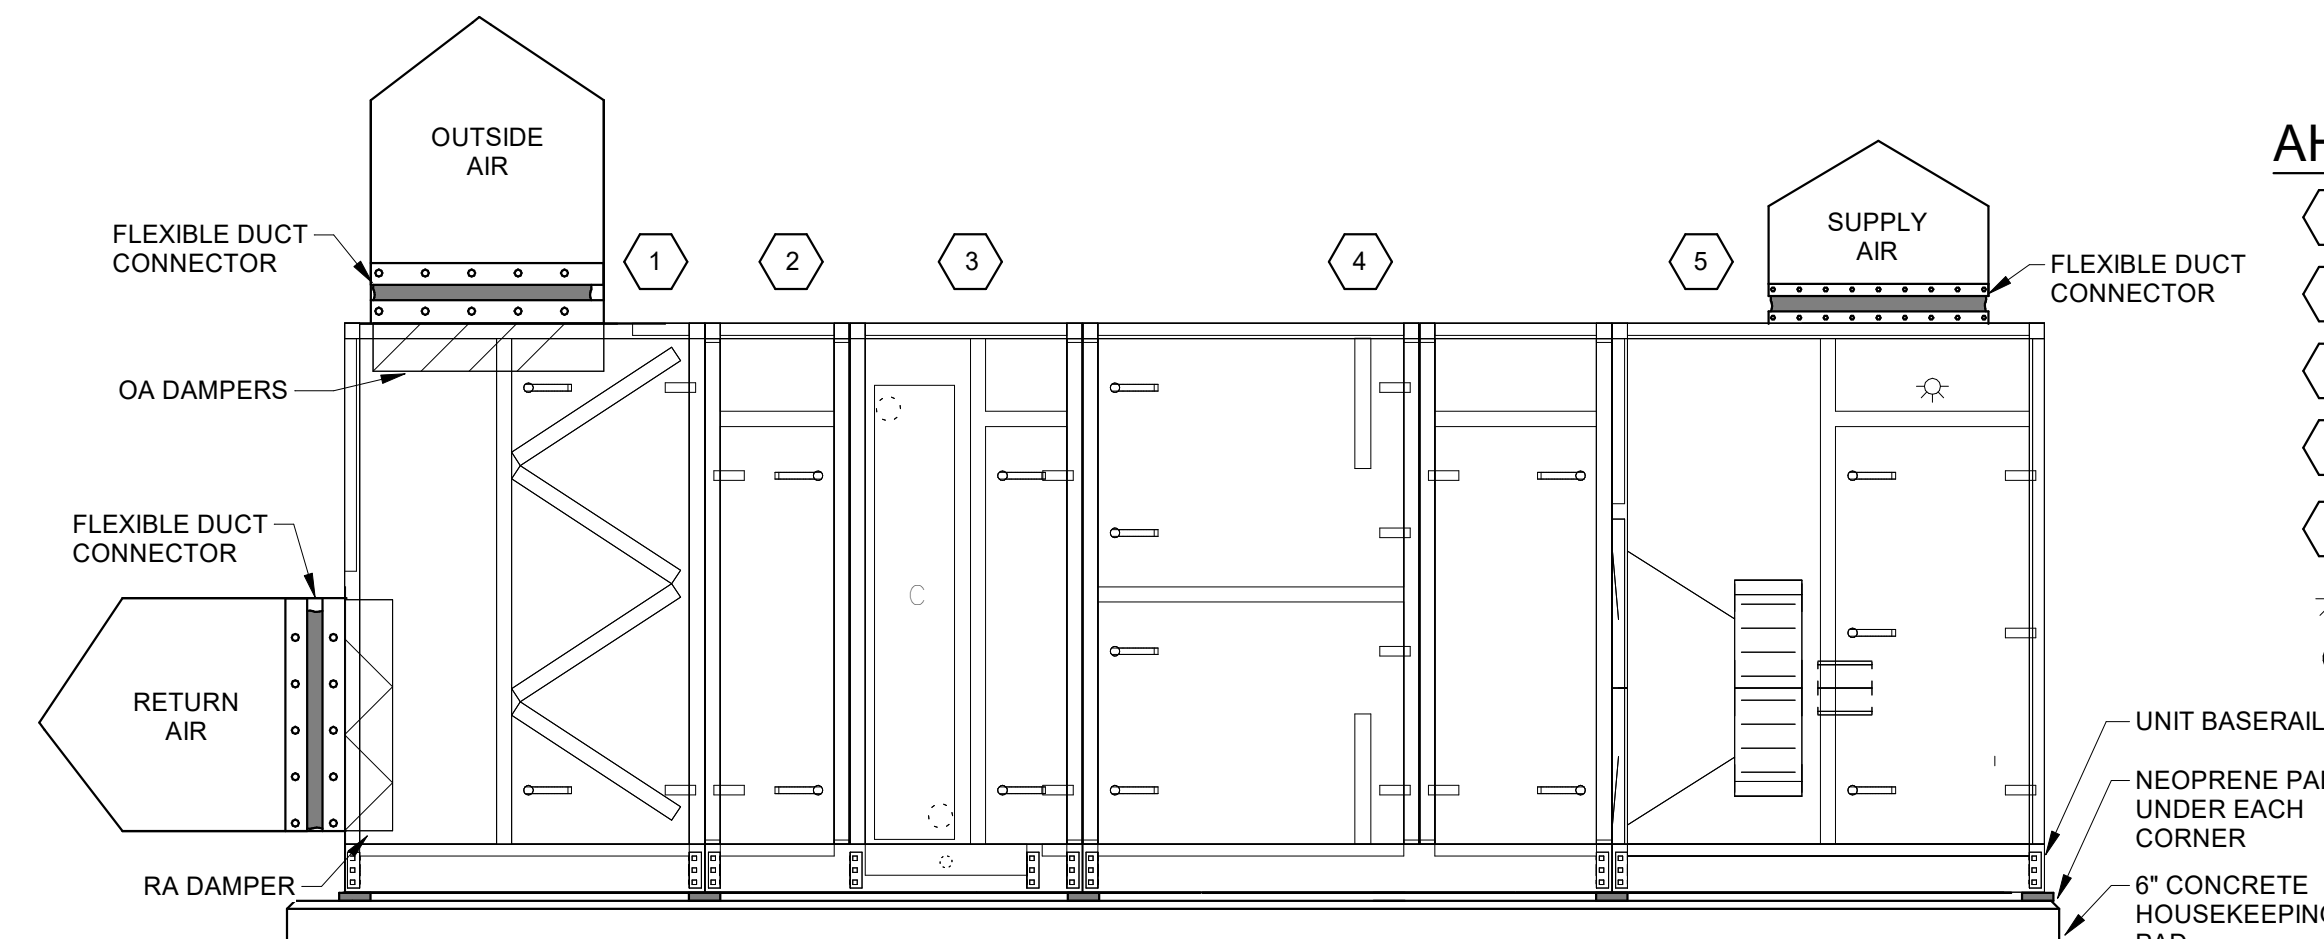 OUTSIDE
AIR
FLEXIBLE DUCT
CONNECTOR
1
2
3
4
5
SUPPLY
AIR
FLEXIBLE DUCT
CONNECTOR
OA DAMPERS
FLEXIBLE DUCT
CONNECTOR
C
RETURN
AIR
RA DAMPER
UNIT BASERAIL
NEOPRENE
UNDER EACH
CORNER
6" CONCRETE